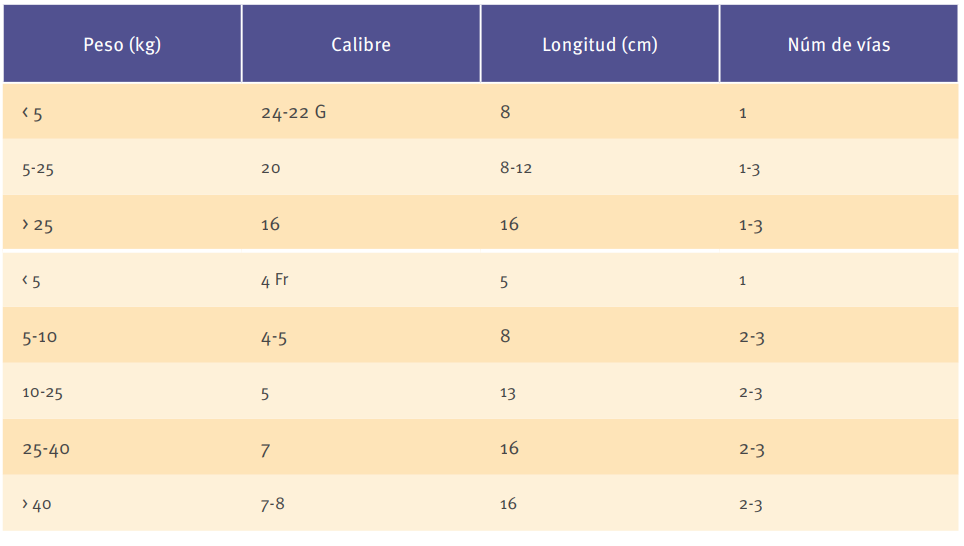 Peso (kg) Calibre Longitud (cm) Núm de vías
< 5 24-22 G 8 1
5-25 20 8-12 1-3
> 25 16 16 1-3
< 5 4 Fr 5 1
5-10 4-5 8 2-3
10-25 5 13 2-3
25-40 7 16 2-3
> 40 7-8 16 2-3